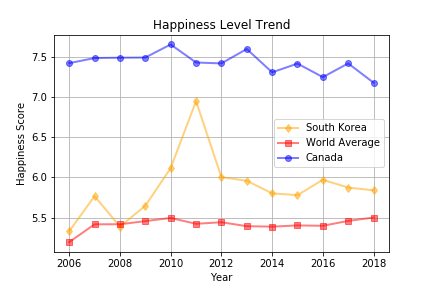 Happiness Level Trend
Happiness Score
7.5
7.0
6.5
6.0
5.5
South Korea
World Average
Canada
2006 2008 2010 2012 2014 2016 2018
Year